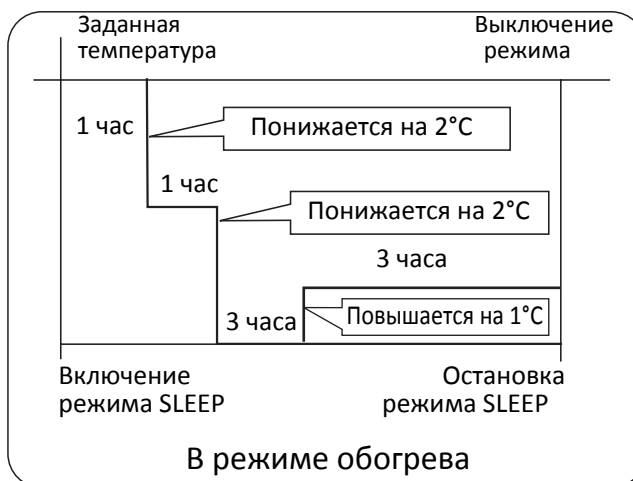 Заданная
температура
Выключение
режима
1 час
Понижается на 2°C
1 час
Понижается на 2°C
3 часа
3 часа
Повышается на 1°C
Включение
режима SLEEP
Остановка
режима SLEEP
В режиме обогрева